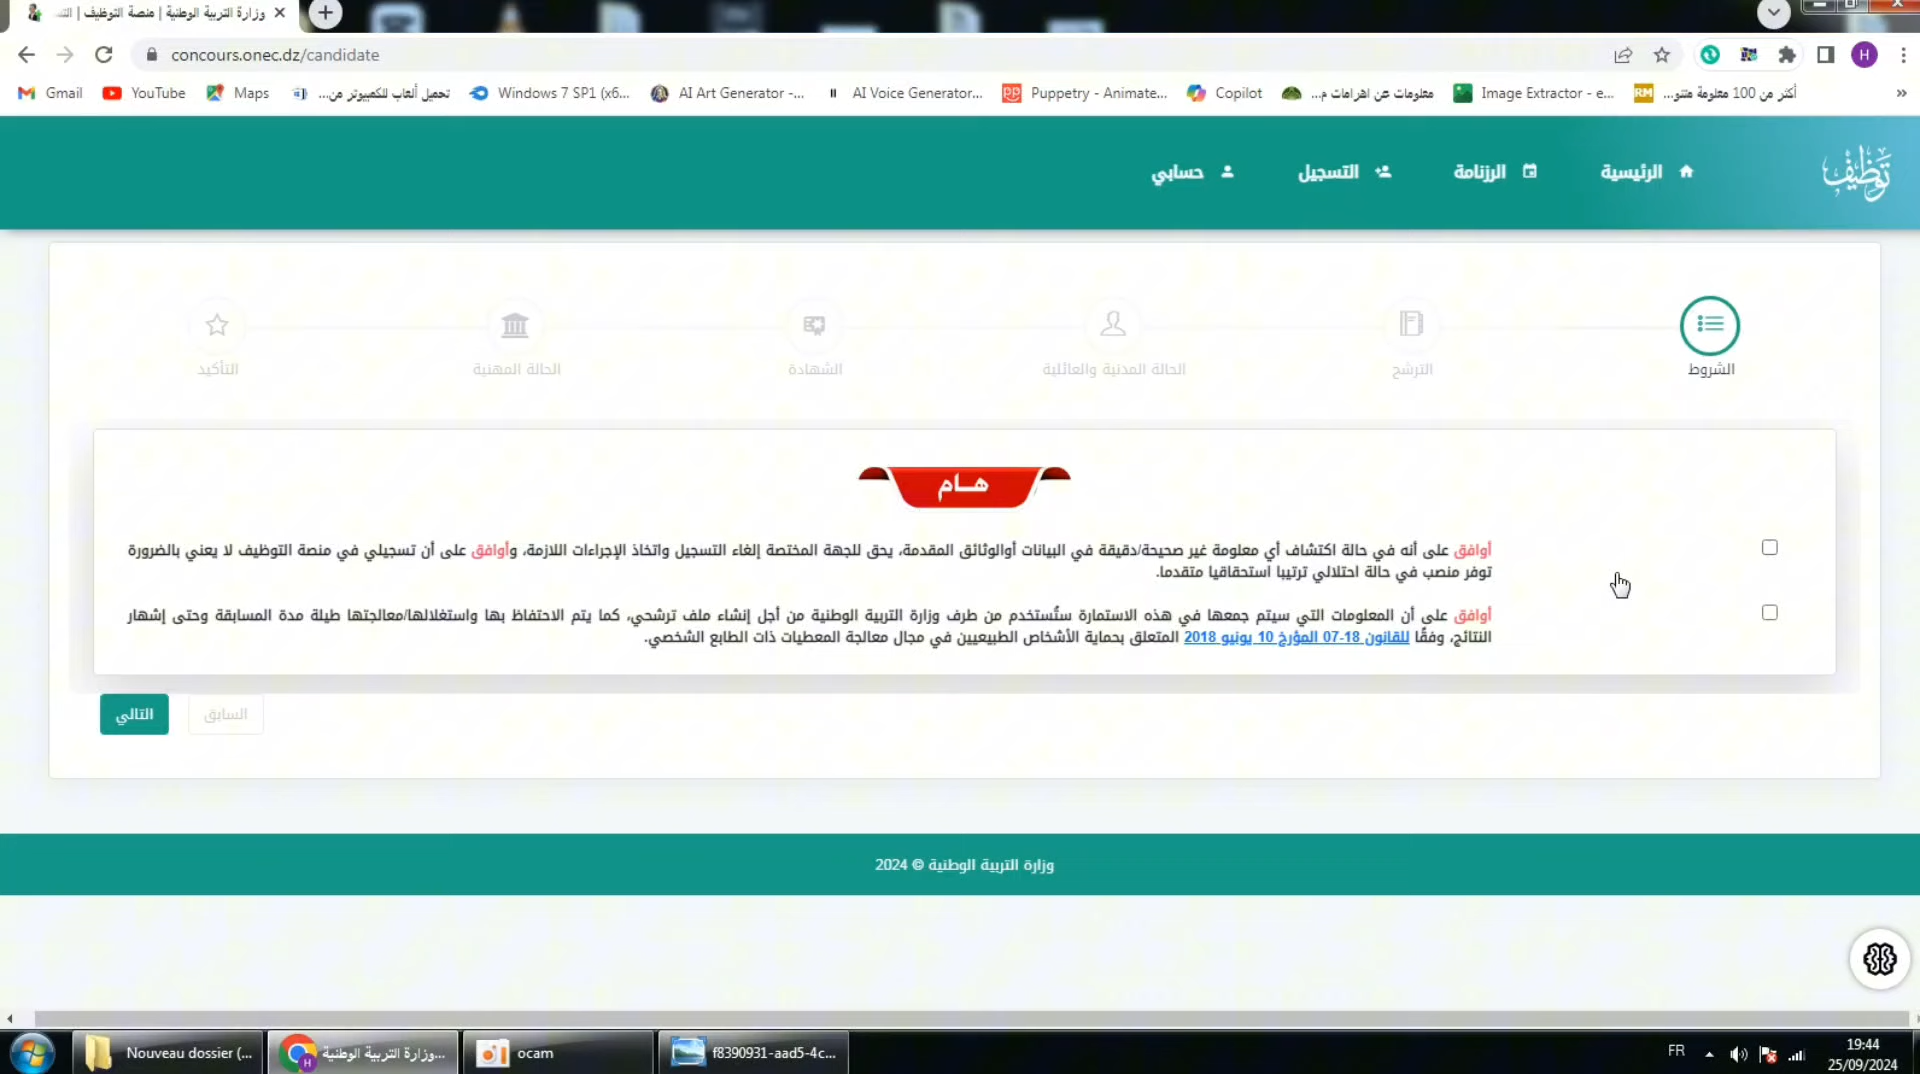 وزارة التربية الوطنية | منصة التوظيف | التس
concours.onec.dz/candidate
H
Gmail
YouTube
Maps
تحميل ألعاب للكمبيوتر من...
Windows 7 SP1 (x6...
AI Art Generator -...
AI Voice Generator...
Puppetry - Animate...
Copilot
معلومات عن اهرامات م...
Image Extractor - e...
RM
أكثر من 100 معلومة متنو...
»
توظيف
الرئيسية
الرزنامة
التسجيل
حسابي
الشروط
الترشح
الحالة المدنية والعائلية
الشهادة
الحالة المهنية
التأكيد
هـــام
أوافق على أنه في حالة اكتشاف أي معلومة غير صحيحة/دقيقة في البيانات أوالوثائق المقدمة، يحق للجهة المختصة إلغاء التسجيل واتخاذ الإجراءات اللازمة، وأوافق على أن تسجيلي في منصة التوظيف لا يعني بالضرورة
توفر منصب في حالة احتلالي ترتيبا استحقاقيا متقدما.
أوافق على أن المعلومات التي سيتم جمعها في هذه الاستمارة ستُستخدم من طرف وزارة التربية الوطنية من أجل إنشاء ملف ترشحي، كما يتم الاحتفاظ بها واستغلالها/معالجتها طيلة مدة المسابقة وحتى إشهار
النتائج، وفقًا للقانون 18-07 المؤرخ 10 يونيو 2018 المتعلق بحماية الأشخاص الطبيعيين في مجال معالجة المعطيات ذات الطابع الشخصي.
السابق
التالي
وزارة التربية الوطنية © 2024
Nouveau dossier (...
وزارة التربية الوطنية...
ocam
f8390931-aad5-4c...
FR
19:44
25/09/2024